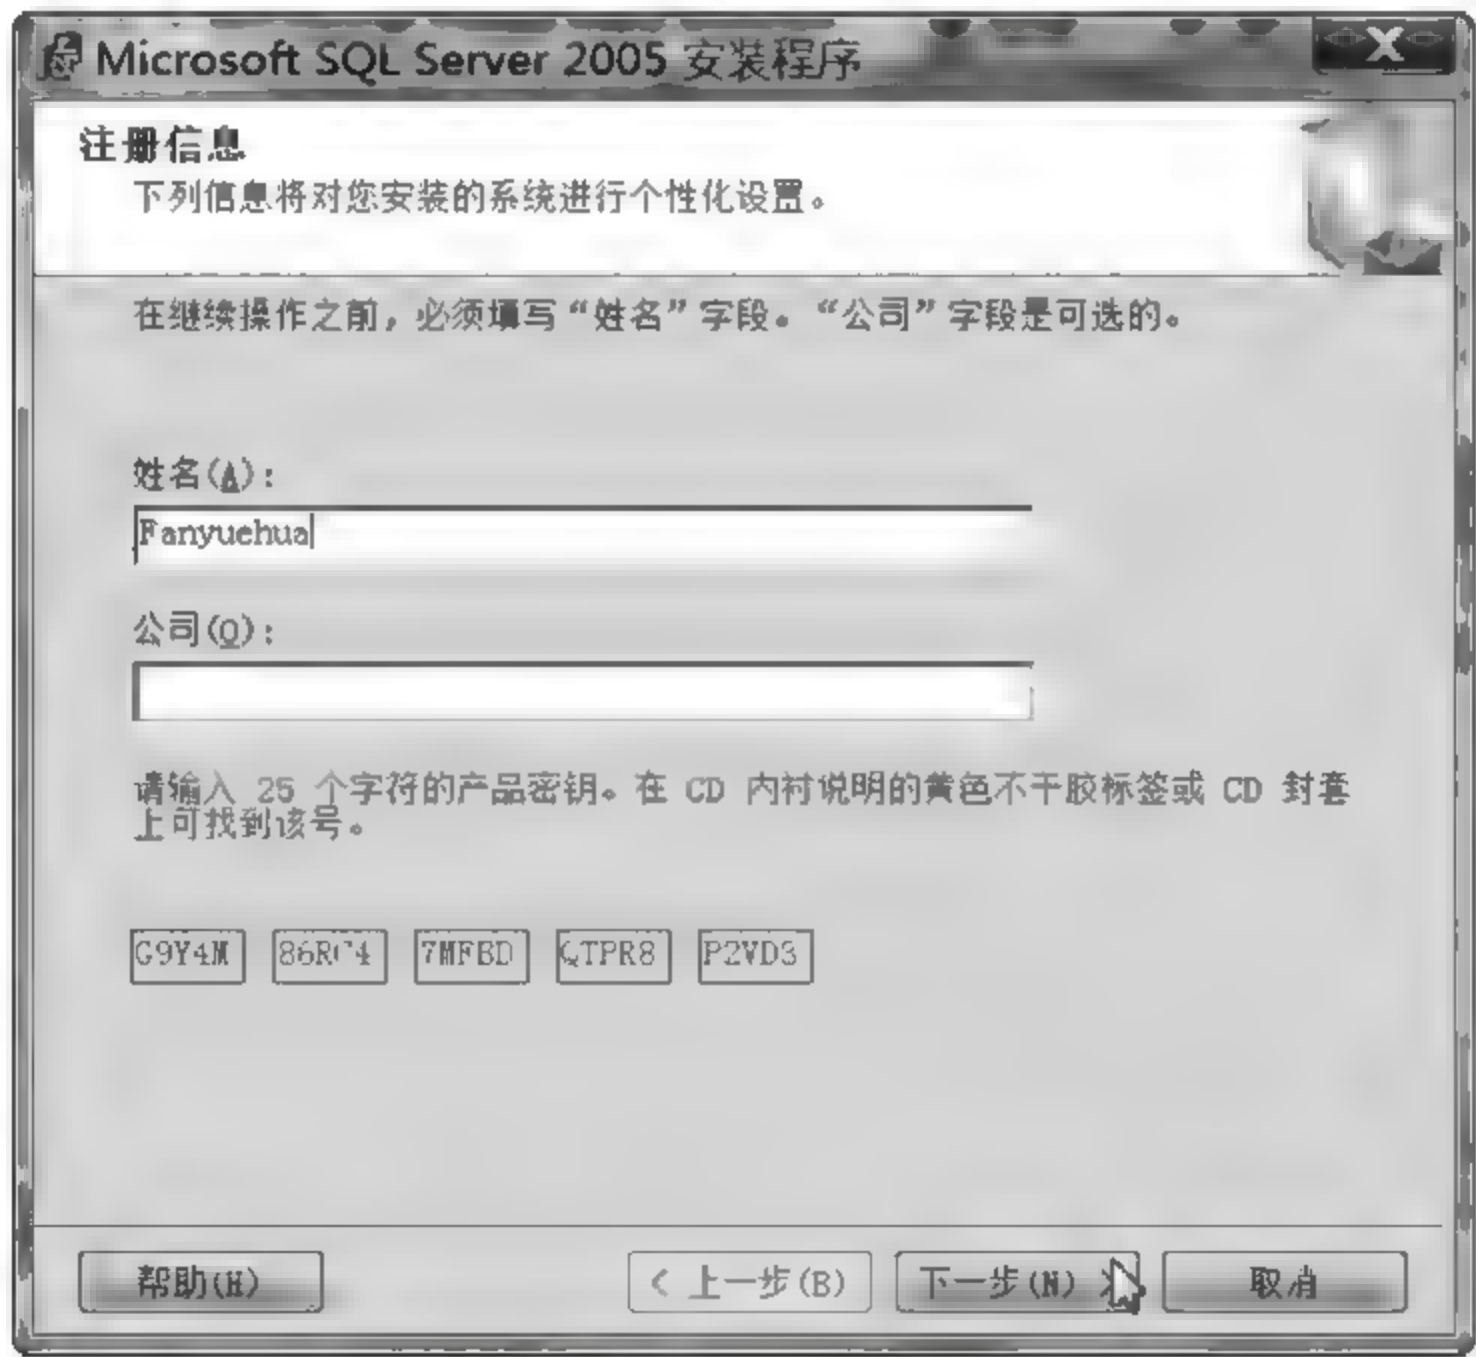 Microsoft SQL Server 2005 安装程序
注册信息
下列信息将对您安装的系统进行个性化设置。
在继续操作之前，必须填写“姓名”字段。“公司”字段是可选的。
姓名(A):
Fanyuehua
公司(O):
请输入 25 个字符的产品密钥。在 CD 内衬说明的黄色不干胶标签或 CD 封套
上可找到该号。
G9Y4M 86RC4 7MFBD QTPR8 P2VD3
帮助(H) < 上一步(B) 下一步(N) > 取消